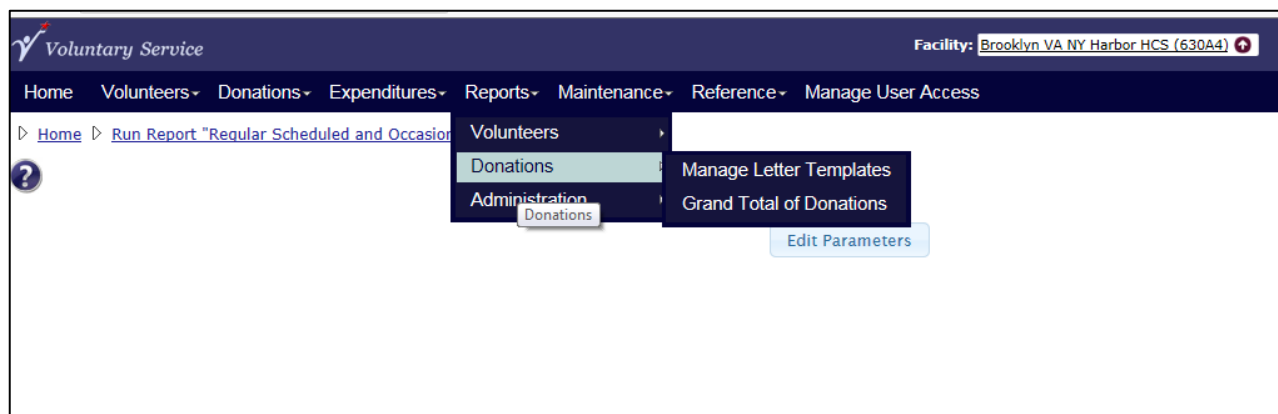 Voluntary Service
Facility: Brooklyn VA NY Harbor HCS (630A4)
Home Volunteers Donations Expenditures Reports Maintenance Reference Manage User Access
Home Run Report "Regular Scheduled and Occasion
Volunteers
Donations
Administration
Donations
Manage Letter Templates
Grand Total of Donations
Edit Parameters